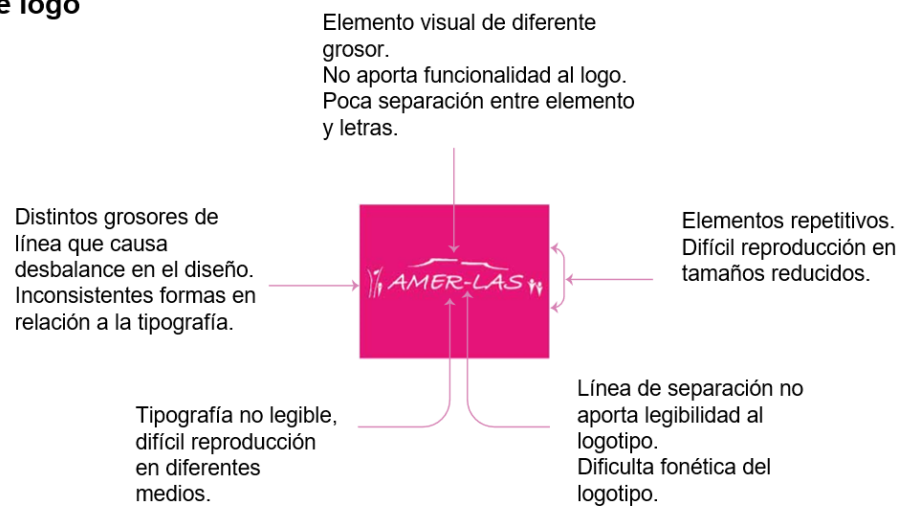 e logo
Elemento visual de diferente
grosor.
No aporta funcionalidad al logo.
Poca separación entre elemento
y letras.
Distintos grosores de
línea que causa
desbalance en el diseño.
Inconsistentes formas en
relación a la tipografía.
AMER-LAS
Elementos repetitivos.
Difícil reproducción en
tamaños reducidos.
Tipografía no legible,
difícil reproducción
en diferentes
medios.
Línea de separación no
aporta legibilidad al
logotipo.
Dificulta fonética del
logotipo.